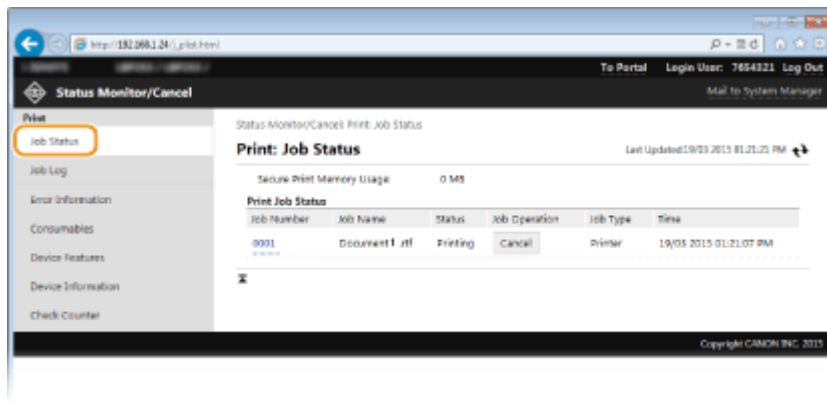 http://192.168.1.24/j_plist.html
To Portal Login User: 7654321 Log Out
Status Monitor/Cancel
Mail to System Manager
Print
Job Status
Job Log
Error Information
Consumables
Device Features
Device Information
Check Counter
Status Monitor/Cancel: Print: Job Status
Print: Job Status
Last Updated:19/03 2015 01:21:21 PM
Secure Print Memory Usage: 0 MB
Print Job Status
Job Number Job Name Status Job Operation Job Type Time
0001 Document1 .rtf Printing Cancel Printer 19/03 2015 01:21:07 PM
Copyright CANON INC. 2015